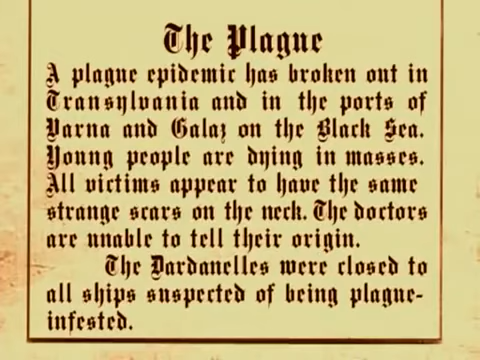 The Plague
A plague epidemic has broken out in
Transylvania and in the ports of
Varna and Galaz on the Black Sea.
Young people are dying in masses.
All victims appear to have the same
strange scars on the neck. The doctors
are unable to tell their origin.
The Dardanelles were closed to
all ships suspected of being plague-
infested.